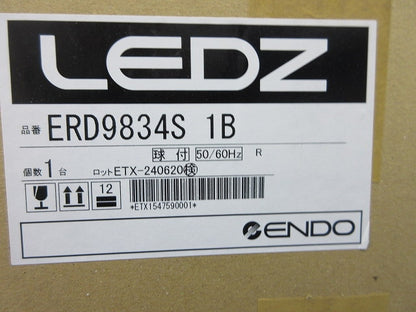 LEDZ
品番 ERD9834S 1B
球付 50/60Hz R
個数 1 台 ロット ETX-240620 検
12
*ETX1547590001*
ENDO